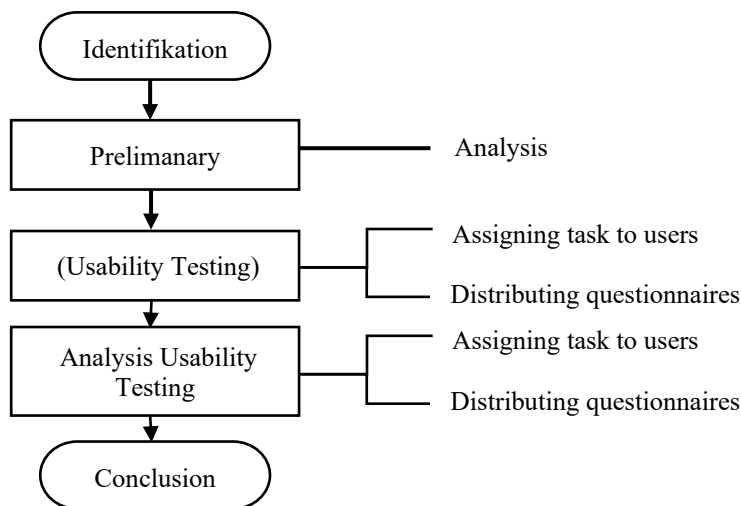 Identifikation
Prelimanary
Analysis
(Usability Testing)
Assigning task to users
Distributing questionnaires
Analysis Usability
Testing
Assigning task to users
Distributing questionnaires
Conclusion